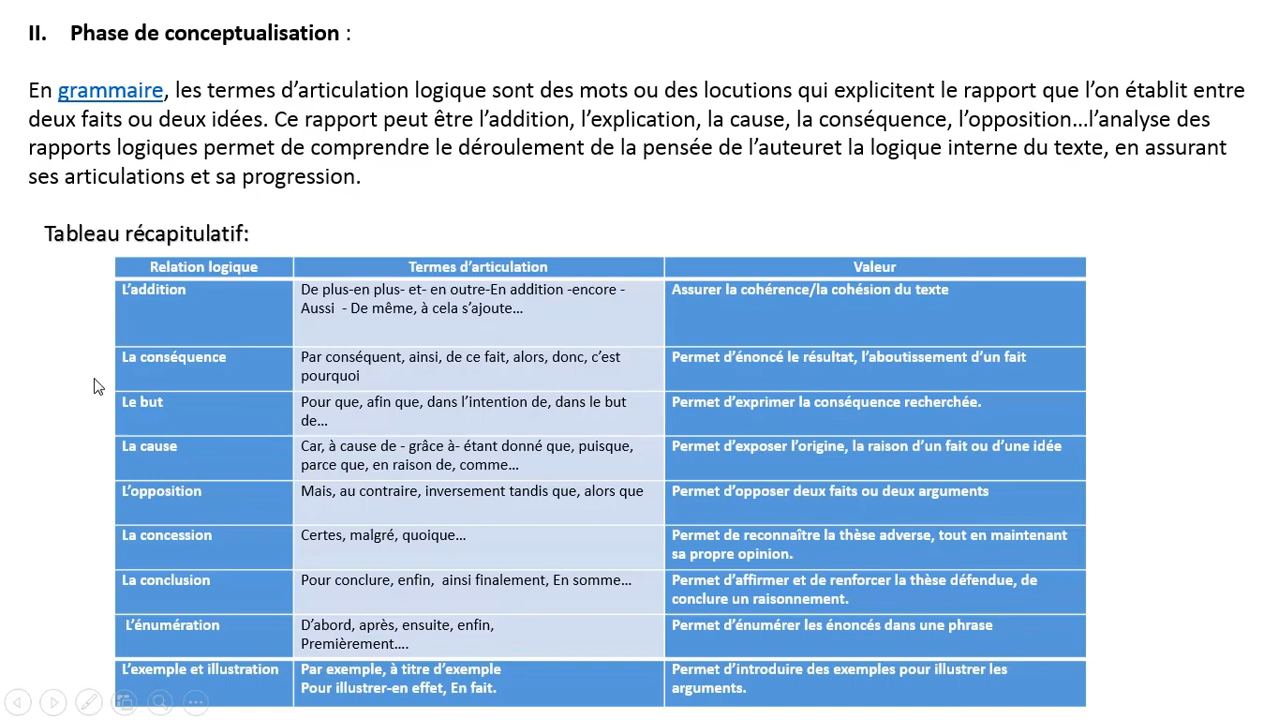 II. Phase de conceptualisation :
En grammaire, les termes d’articulation logique sont des mots ou des locutions qui explicitent le rapport que l’on établit entre
deux faits ou deux idées. Ce rapport peut être l’addition, l’explication, la cause, la conséquence, l’opposition…l’analyse des
rapports logiques permet de comprendre le déroulement de la pensée de l’auteuret la logique interne du texte, en assurant
ses articulations et sa progression.
Tableau récapitulatif:
Relation logique Termes d’articulation Valeur
L’addition De plus-en plus- et- en outre-En addition -encore - Assurer la cohérence/la cohésion du texte
Aussi - De même, à cela s’ajoute…
La conséquence Par conséquent, ainsi, de ce fait, alors, donc, c’est Permet d’énoncé le résultat, l’aboutissement d’un fait
pourquoi
Le but Pour que, afin que, dans l’intention de, dans le but Permet d’exprimer la conséquence recherchée.
de…
La cause Car, à cause de - grâce à- étant donné que, puisque, Permet d’exposer l’origine, la raison d’un fait ou d’une idée
parce que, en raison de, comme…
L’opposition Mais, au contraire, inversement tandis que, alors que Permet d’opposer deux faits ou deux arguments
La concession Certes, malgré, quoique… Permet de reconnaître la thèse adverse, tout en maintenant
sa propre opinion.
La conclusion Pour conclure, enfin, ainsi finalement, En somme… Permet d’affirmer et de renforcer la thèse défendue, de
conclure un raisonnement.
L’énumération D’abord, après, ensuite, enfin, Permet d’énumérer les énoncés dans une phrase
Premièrement….
L’exemple et illustration Par exemple, à titre d’exemple Permet d’introduire des exemples pour illustrer les
Pour illustrer-en effet, En fait. arguments.